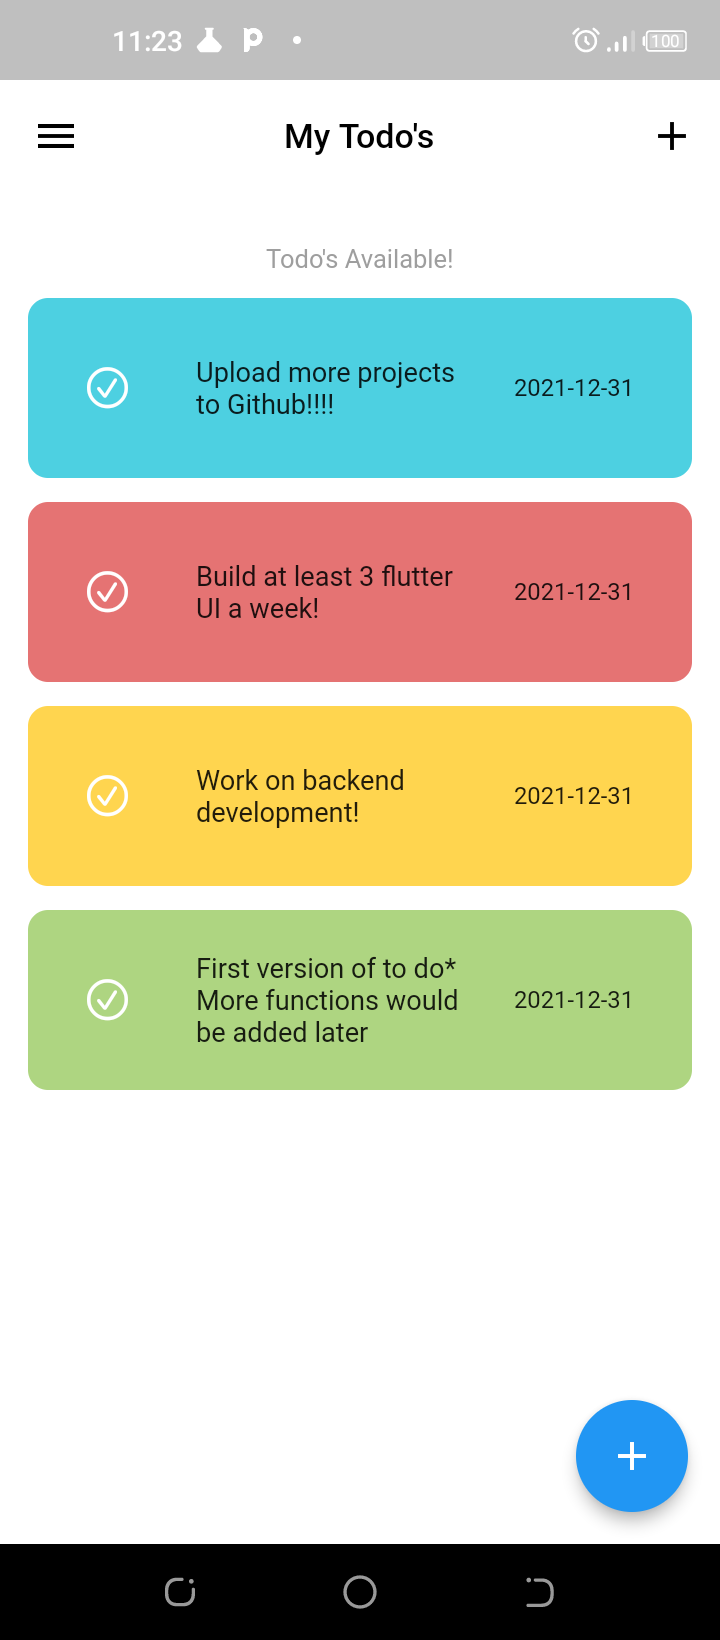 11:23
100
My Todo's
Todo's Available!
Upload more projects
to Github!!!!
2021-12-31
Build at least 3 flutter
UI a week!
2021-12-31
Work on backend
development!
2021-12-31
First version of to do*
More functions would
be added later
2021-12-31